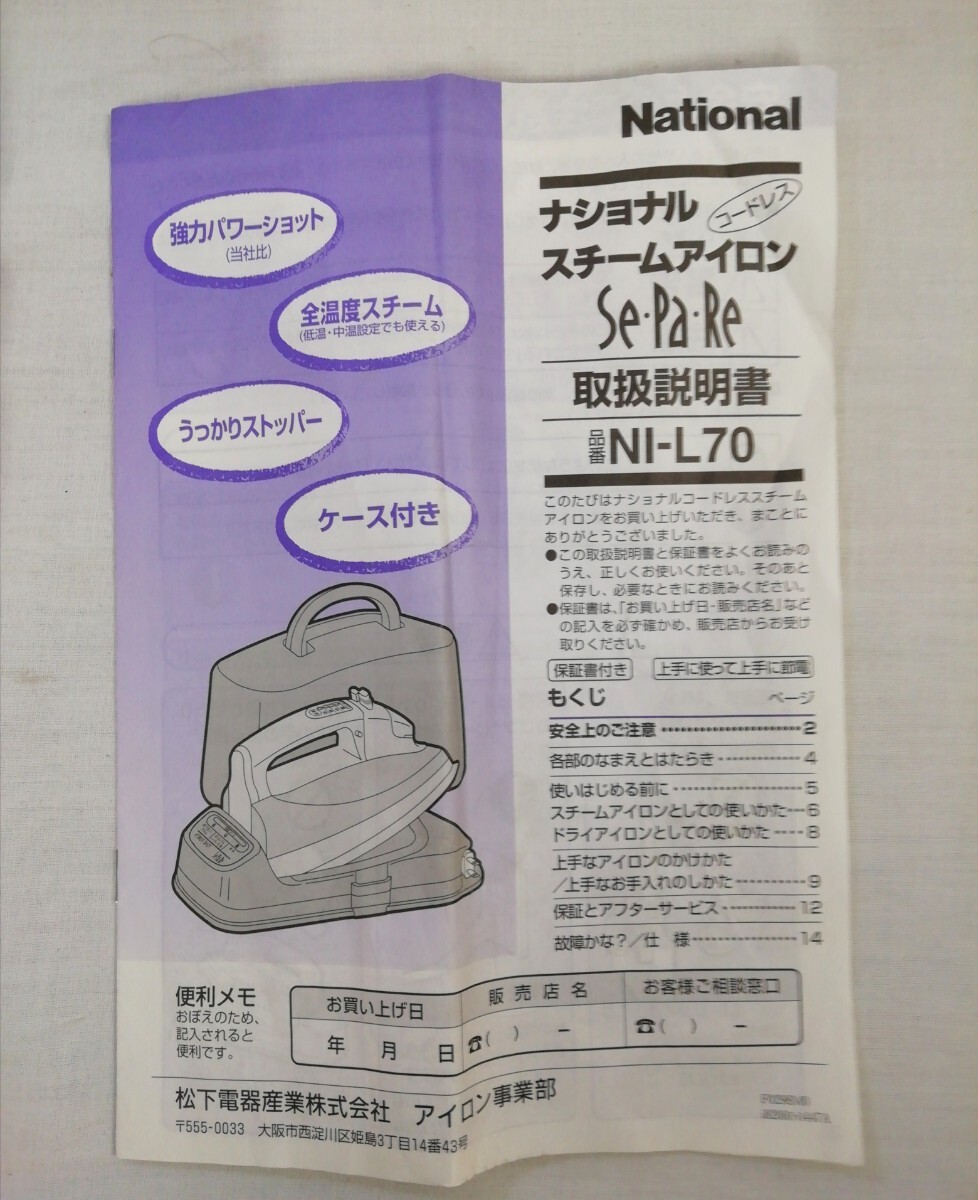 National
ナショナル コードレス
スチームアイロン
Se・Pa・Re
取扱説明書
品番 NI-L70
強力パワーショット
(当社比)
全温度スチーム
(低温・中温設定でも使える)
うっかりストッパー
ケース付き
このたびはナショナルコードレススチーム
アイロンをお買い上げいただき、まことに
ありがとうございました。
●この取扱説明書と保証書をよくお読みの
うえ、正しくお使いください。そのあと
保存し、必要なときにお読みください。
●保証書は、「お買い上げ日・販売店名」など
の記入を必ず確かめ、販売店からお受け
取りください。
保証書付き 上手に使って上手に節電
もくじ ページ
安全上のご注意 2
各部のなまえとはたらき 4
使いはじめる前に 5
スチームアイロンとしての使いかた 6
ドライアイロンとしての使いかた 8
上手なアイロンのかけかた
/上手なお手入れのしかた 9
保証とアフターサービス 12
故障かな?/仕 様 14
便利メモ
おぼえのため、
記入されると
便利です。
お買い上げ日 販売店名 お客様ご相談窓口
年 月 日 ☎( ) − ☎( ) −
松下電器産業株式会社 アイロン事業部
〒555-0033 大阪市西淀川区姫島3丁目14番43号